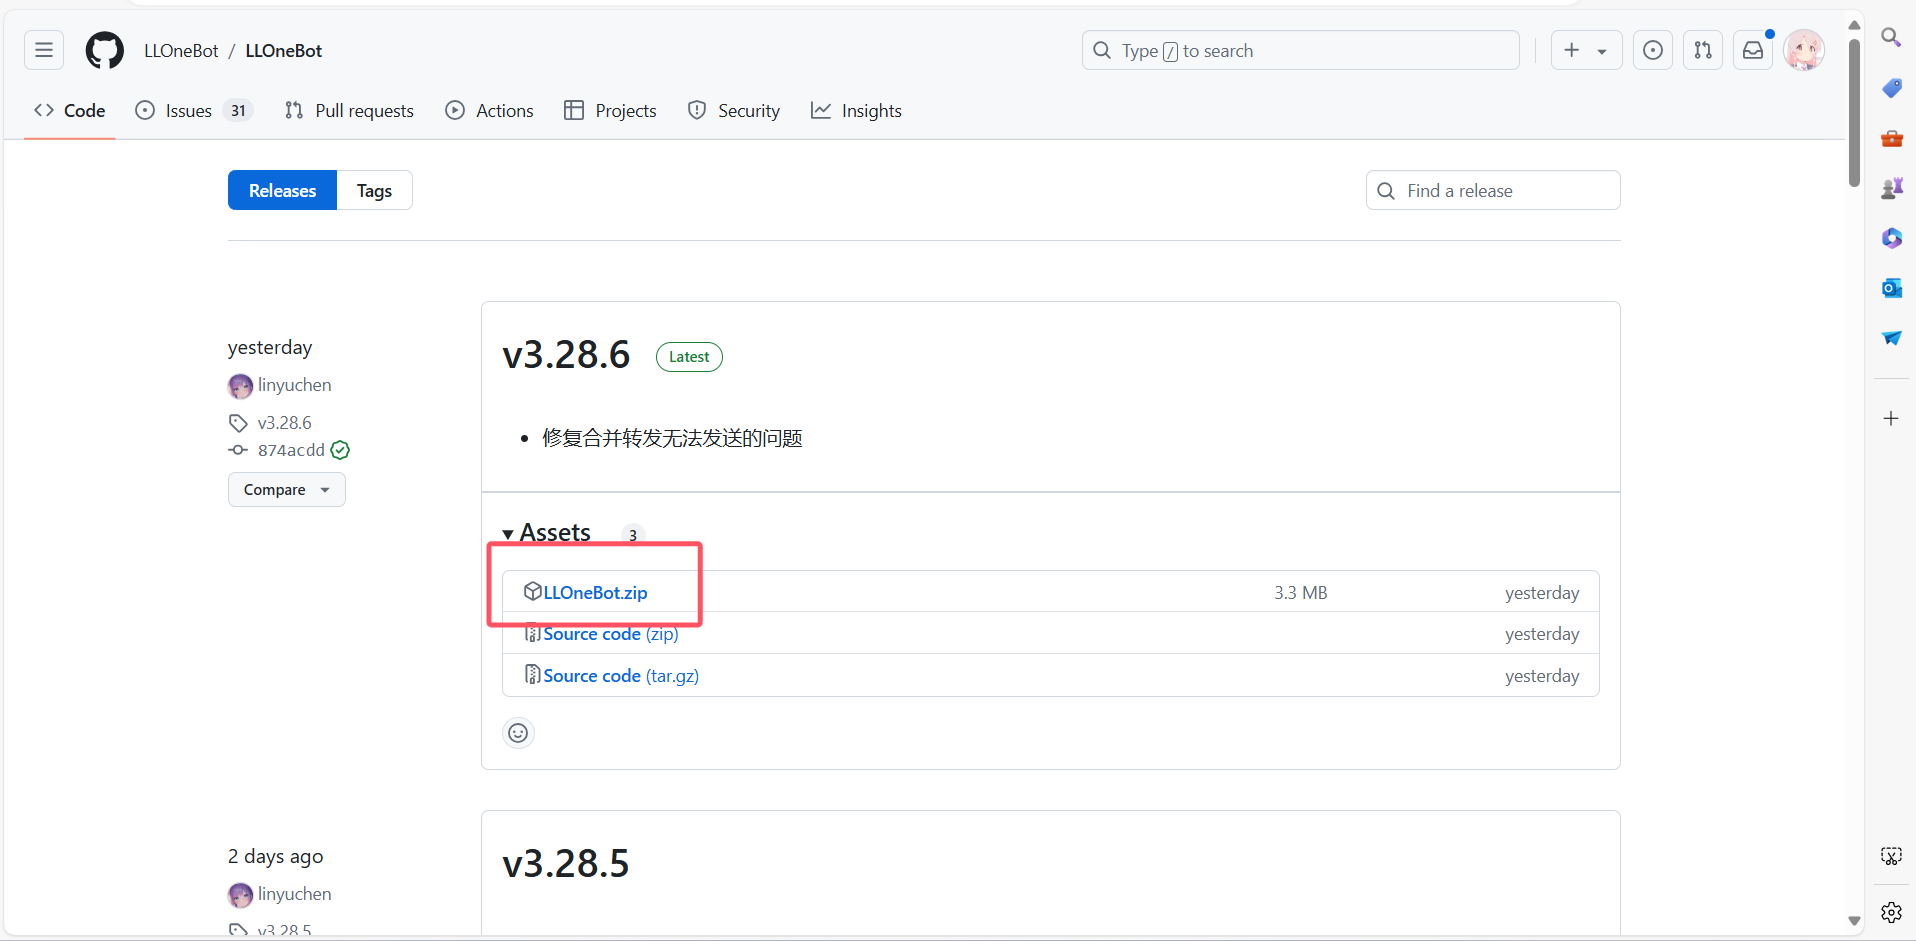 LLOneBot / LLOneBot
Type / to search
Code
Issues 31
Pull requests
Actions
Projects
Security
Insights
Releases
Tags
Find a release
yesterday
linyuchen
v3.28.6
874acdd
Compare
v3.28.6 Latest
修复合并转发无法发送的问题
Assets 3
LLOneBot.zip 3.3 MB yesterday
Source code (zip) yesterday
Source code (tar.gz) yesterday
2 days ago
linyuchen
v3.28.5
v3.28.5